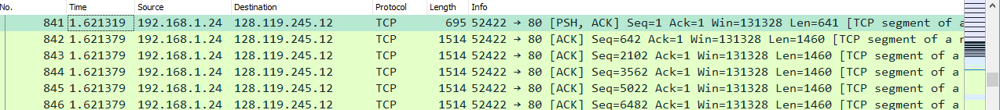 No. Time Source Destination Protocol Length Info
841 1.621319 192.168.1.24 128.119.245.12 TCP 695 52422 → 80 [PSH, ACK] Seq=1 Ack=1 Win=131328 Len=641 [TCP segment of a
842 1.621379 192.168.1.24 128.119.245.12 TCP 1514 52422 → 80 [ACK] Seq=642 Ack=1 Win=131328 Len=1460 [TCP segment of a
843 1.621379 192.168.1.24 128.119.245.12 TCP 1514 52422 → 80 [ACK] Seq=2102 Ack=1 Win=131328 Len=1460 [TCP segment of a
844 1.621379 192.168.1.24 128.119.245.12 TCP 1514 52422 → 80 [ACK] Seq=3562 Ack=1 Win=131328 Len=1460 [TCP segment of a
845 1.621379 192.168.1.24 128.119.245.12 TCP 1514 52422 → 80 [ACK] Seq=5022 Ack=1 Win=131328 Len=1460 [TCP segment of a
846 1.621379 192.168.1.24 128.119.245.12 TCP 1514 52422 → 80 [ACK] Seq=6482 Ack=1 Win=131328 Len=1460 [TCP segment of a